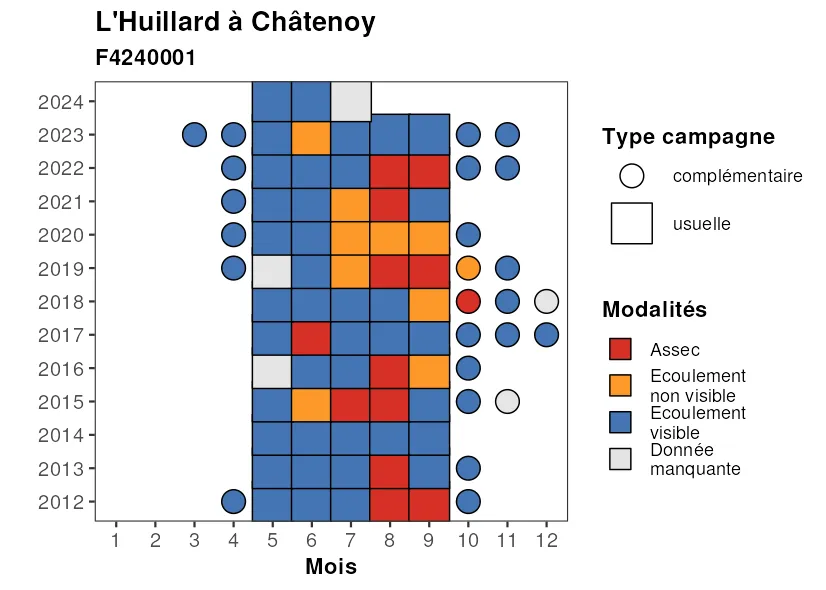 L'Huillard à Châtenoy
F4240001
2024
2023
2022
2021
2020
2019
2018
2017
2016
2015
2014
2013
2012
1 2 3 4 5 6 7 8 9 10 11 12
Mois
Type campagne
complémentaire
usuelle
Modalités
Assec
Ecoulement
non visible
Ecoulement
visible
Donnée
manquante